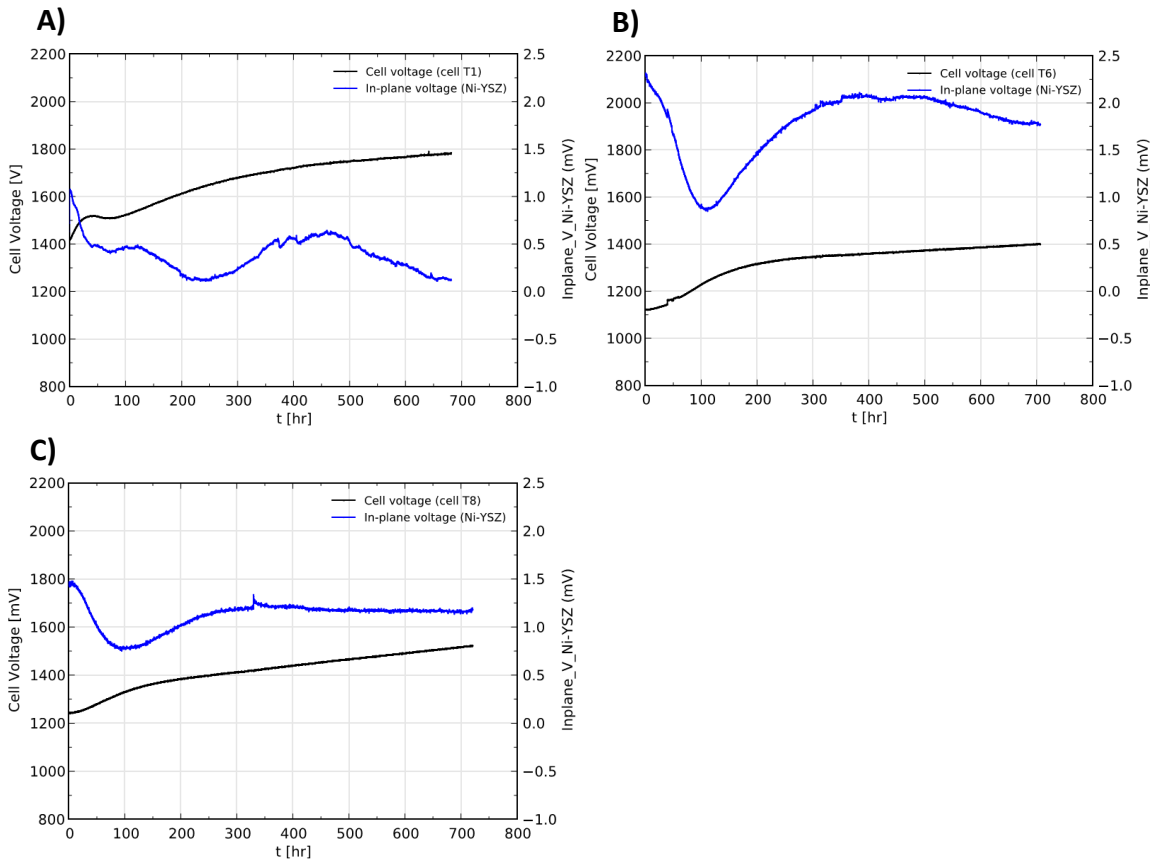 A)
2200
2000
1800
1600
1400
1200
1000
800
Cell Voltage [V]
Cell voltage (cell T1)
In-plane voltage (Ni-YSZ)
2.5
2.0
1.5
1.0
0.5
0.0
−0.5
−1.0
Inplane_V_Ni-YSZ (mV)
0 100 200 300 400 500 600 700 800
t [hr]
B)
2200
2000
1800
1600
1400
1200
1000
800
Cell Voltage [mV]
Cell voltage (cell T6)
In-plane voltage (Ni-YSZ)
2.5
2.0
1.5
1.0
0.5
0.0
−0.5
−1.0
Inplane_V_Ni-YSZ (mV)
0 100 200 300 400 500 600 700 800
t [hr]
C)
2200
2000
1800
1600
1400
1200
1000
800
Cell Voltage [mV]
Cell voltage (cell T8)
In-plane voltage (Ni-YSZ)
2.5
2.0
1.5
1.0
0.5
0.0
−0.5
−1.0
Inplane_V_Ni-YSZ (mV)
0 100 200 300 400 500 600 700 800
t [hr]